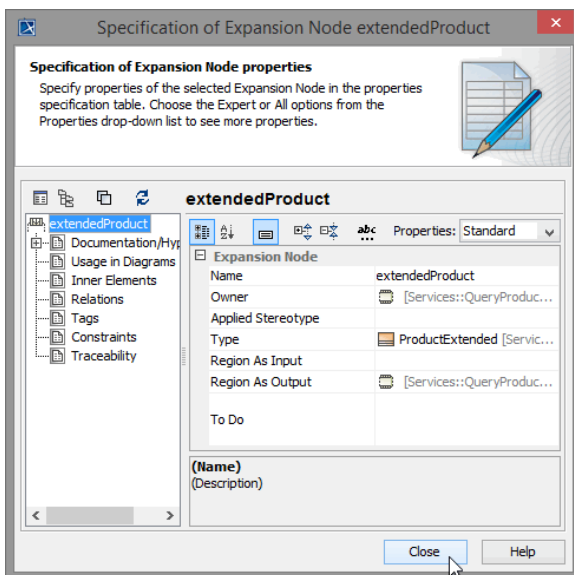 Specification of Expansion Node extendedProduct
Specification of Expansion Node properties
Specify properties of the selected Expansion Node in the properties
specification table. Choose the Expert or All options from the
Properties drop-down list to see more properties.
extendedProduct
abc Properties: Standard
extendedProduct
Documentation/Hyp
Usage in Diagrams
Inner Elements
Relations
Tags
Constraints
Traceability
Expansion Node
Name extendedProduct
Owner [Services::QueryProduc...
Applied Stereotype
Type ProductExtended [Servic...
Region As Input
Region As Output [Services::QueryProduc...
To Do
(Name)
(Description)
Close Help